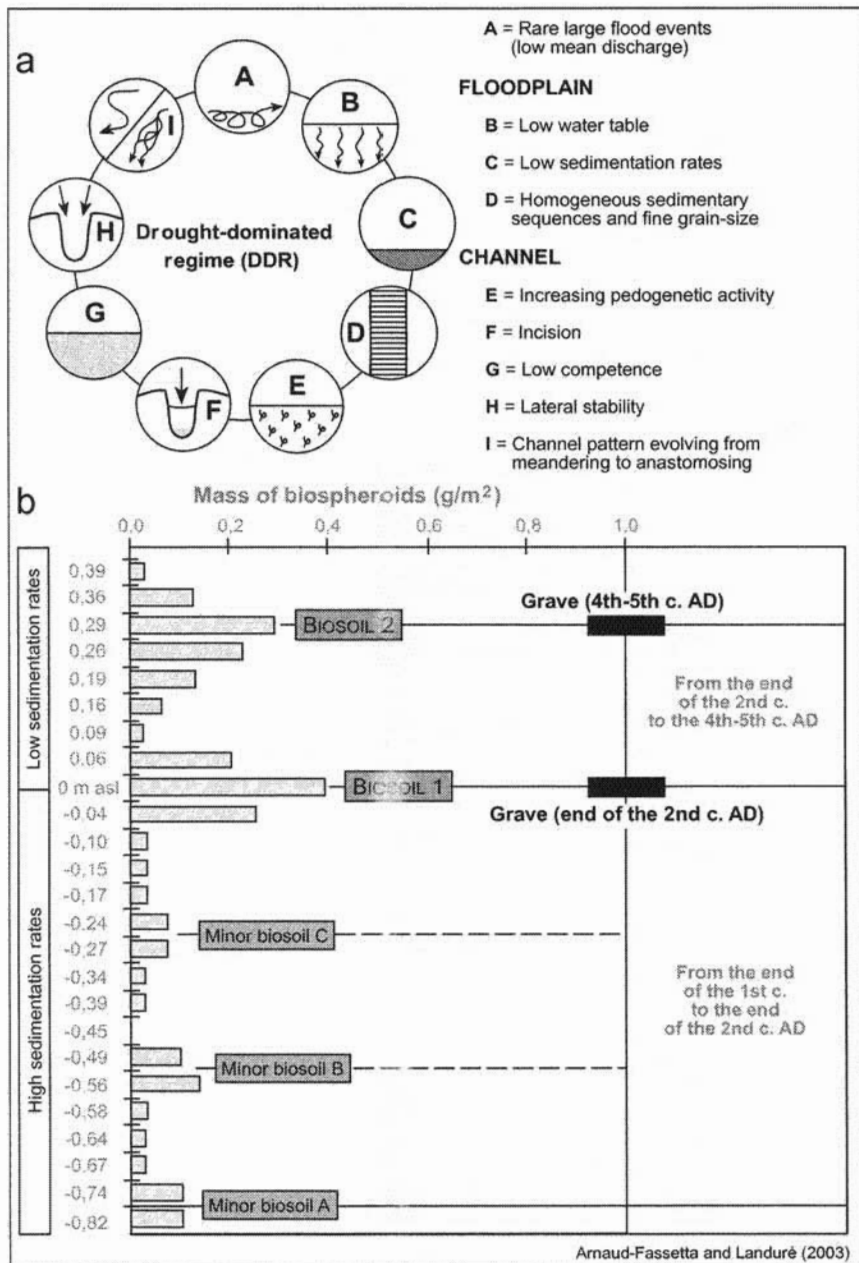 a
A
B
C
D
E
F
G
H
I
Drought-dominated
regime (DDR)
A = Rare large flood events
(low mean discharge)
FLOODPLAIN
B = Low water table
C = Low sedimentation rates
D = Homogeneous sedimentary
sequences and fine grain-size
CHANNEL
E = Increasing pedogenetic activity
F = Incision
G = Low competence
H = Lateral stability
I = Channel pattern evolving from
meandering to anastomosing
b
Mass of biospheroids (g/m²)
0,0 0,2 0,4 0,6 0,8 1,0
Low sedimentation rates
High sedimentation rates
0,39
0,36
0,29
0,26
0,19
0,16
0.09
0.06
0 m asl
-0,04
-0,10
-0,15
-0,17
-0,24
-0,27
-0,34
-0,39
-0,45
-0,49
-0,56
-0,58
-0,64
-0,67
-0,74
-0,82
BIOSOIL 2
Grave (4th-5th c. AD)
From the end
of the 2nd c.
to the 4th-5th c. AD
BIOSOIL 1
Grave (end of the 2nd c. AD)
Minor biosoil C
From the end
of the 1st c.
to the end
of the 2nd c. AD
Minor biosoil B
Minor biosoil A
Arnaud-Fassetta and Landuré (2003)